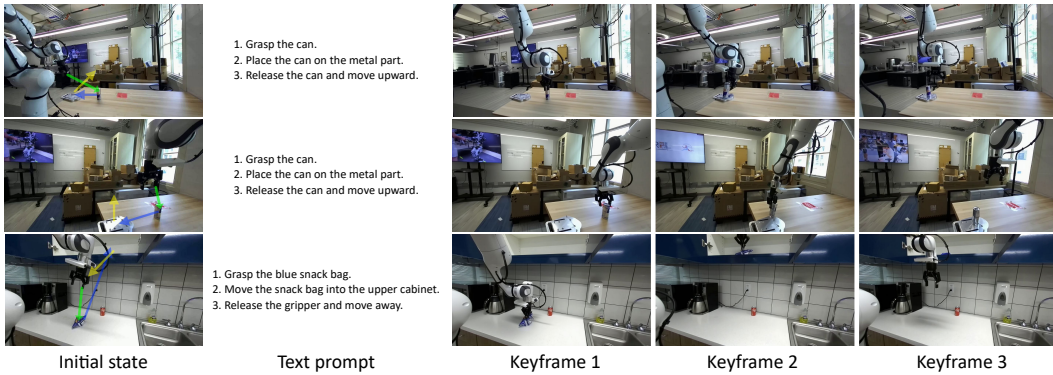 1. Grasp the can.
2. Place the can on the metal part.
3. Release the can and move upward.
1. Grasp the can.
2. Place the can on the metal part.
3. Release the can and move upward.
1. Grasp the blue snack bag.
2. Move the snack bag into the upper cabinet.
3. Release the gripper and move away.
Initial state
Text prompt
Keyframe 1
Keyframe 2
Keyframe 3